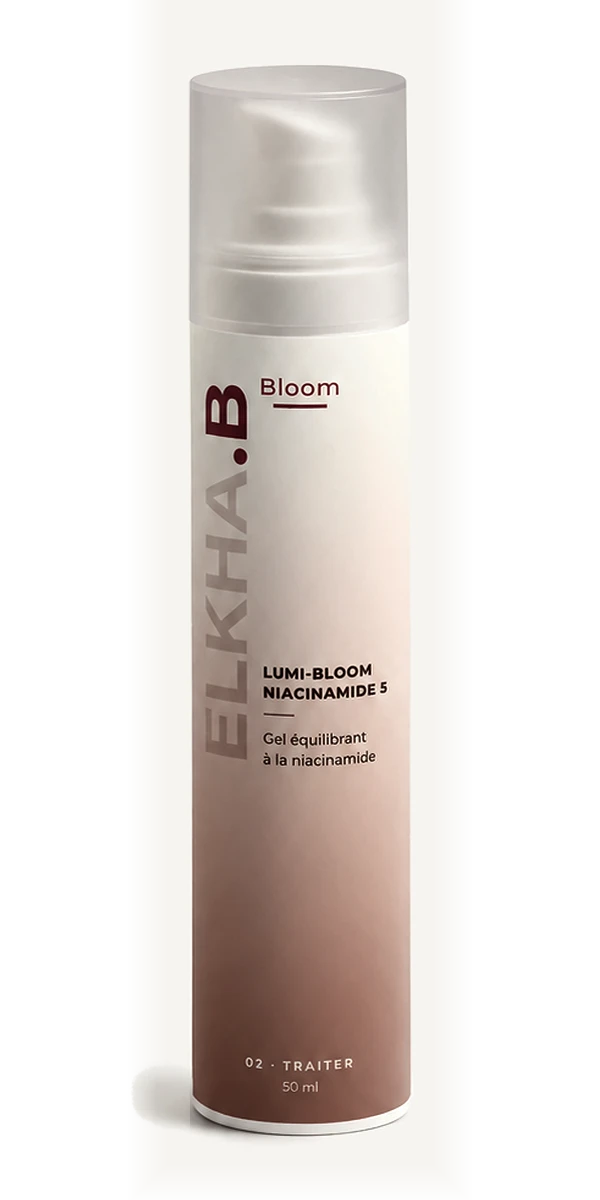 Bloom
ELKHA.B
LUMI-BLOOM
NIACINAMIDE 5
Gel équilibrant
à la niacinamide
02 · TRAITER
50 ml